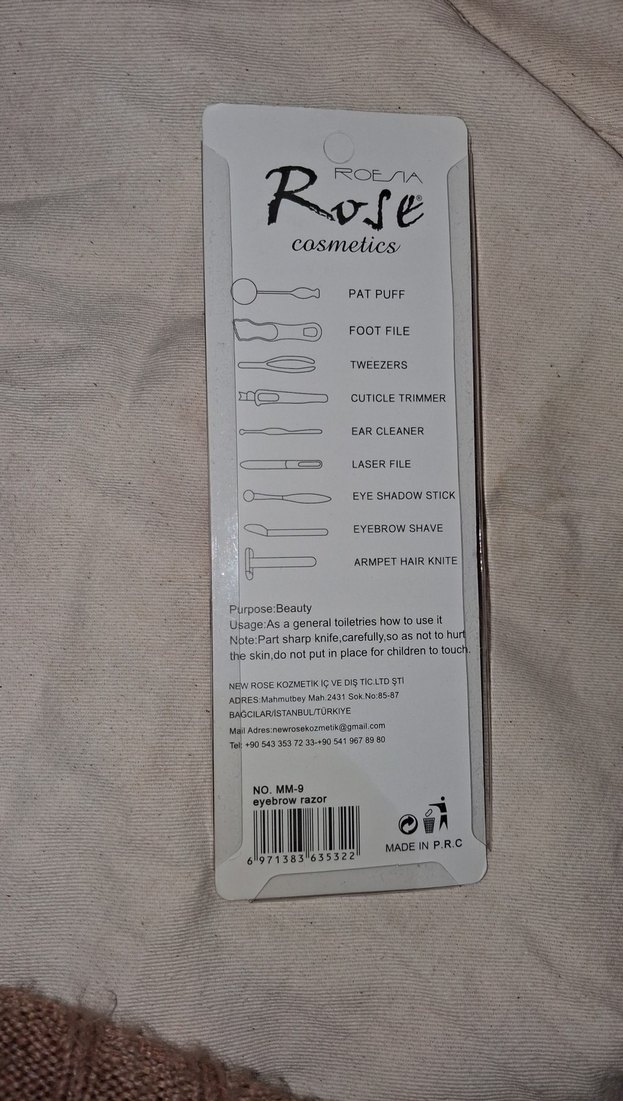 ROESIA
Rose®
cosmetics
PAT PUFF
FOOT FILE
TWEEZERS
CUTICLE TRIMMER
EAR CLEANER
LASER FILE
EYE SHADOW STICK
EYEBROW SHAVE
ARMPET HAIR KNITE
Purpose:Beauty
Usage:As a general toiletries how to use it
Note:Part sharp knife,carefully,so as not to hurt
the skin,do not put in place for children to touch.
NEW ROSE KOZMETİK İÇ VE DIŞ TİC.LTD ŞTİ
ADRES:Mahmutbey Mah.2431 Sok.No:85-87
BAĞCILAR/İSTANBUL/TÜRKIYE
Mail Adres:newrosekozmetik@gmail.com
Tel: +90 543 353 72 33-+90 541 967 89 80
NO. MM-9
eyebrow razor
6 971383 635322
MADE IN P.R.C